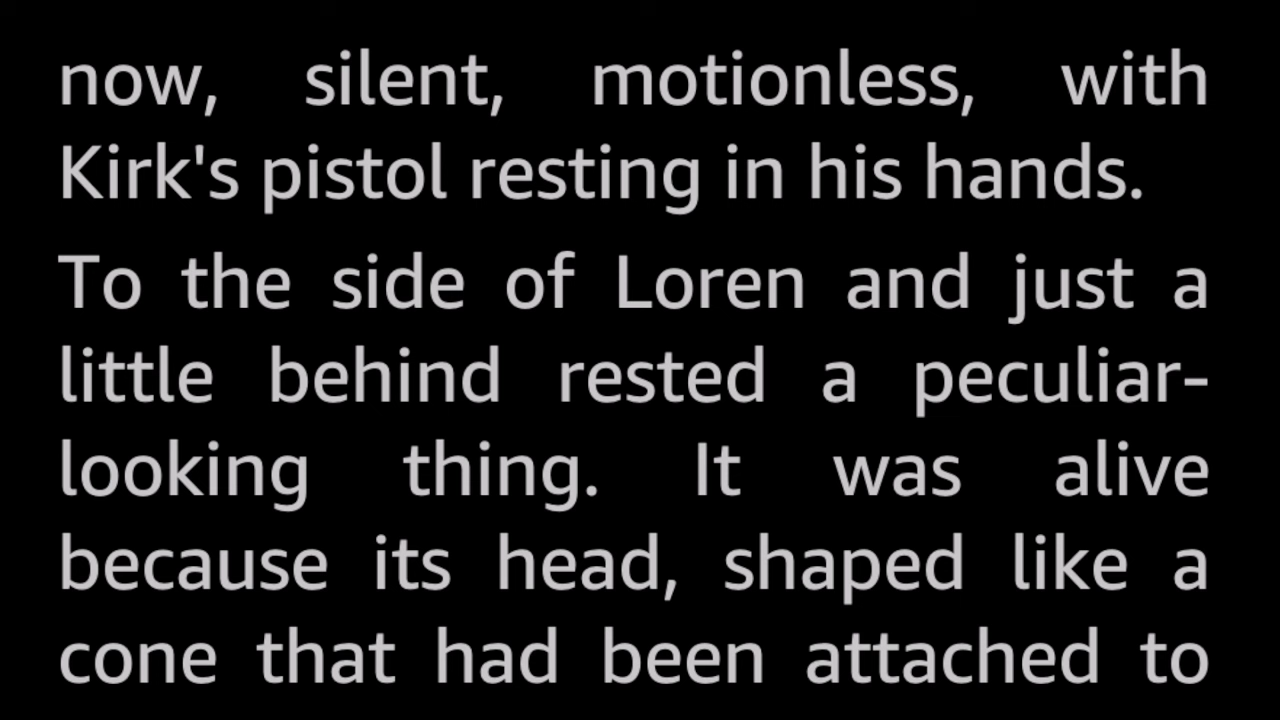 now, silent, motionless, with
Kirk's pistol resting in his hands.
To the side of Loren and just a
little behind rested a peculiar-
looking thing. It was alive
because its head, shaped like a
cone that had been attached to